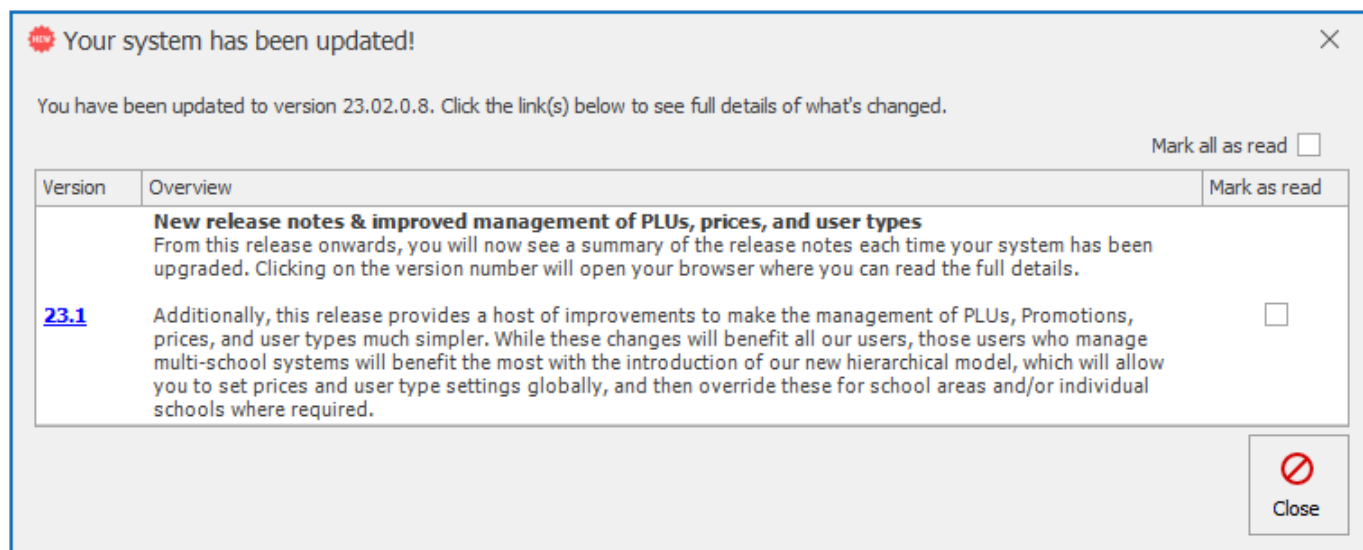 NEW Your system has been updated!
You have been updated to version 23.02.0.8. Click the link(s) below to see full details of what's changed.
Mark all as read
Version Overview Mark as read
New release notes & improved management of PLUs, prices, and user types
From this release onwards, you will now see a summary of the release notes each time your system has been
upgraded. Clicking on the version number will open your browser where you can read the full details.
23.1 Additionally, this release provides a host of improvements to make the management of PLUs, Promotions,
prices, and user types much simpler. While these changes will benefit all our users, those users who manage
multi-school systems will benefit the most with the introduction of our new hierarchical model, which will allow
you to set prices and user type settings globally, and then override these for school areas and/or individual
schools where required.
Close